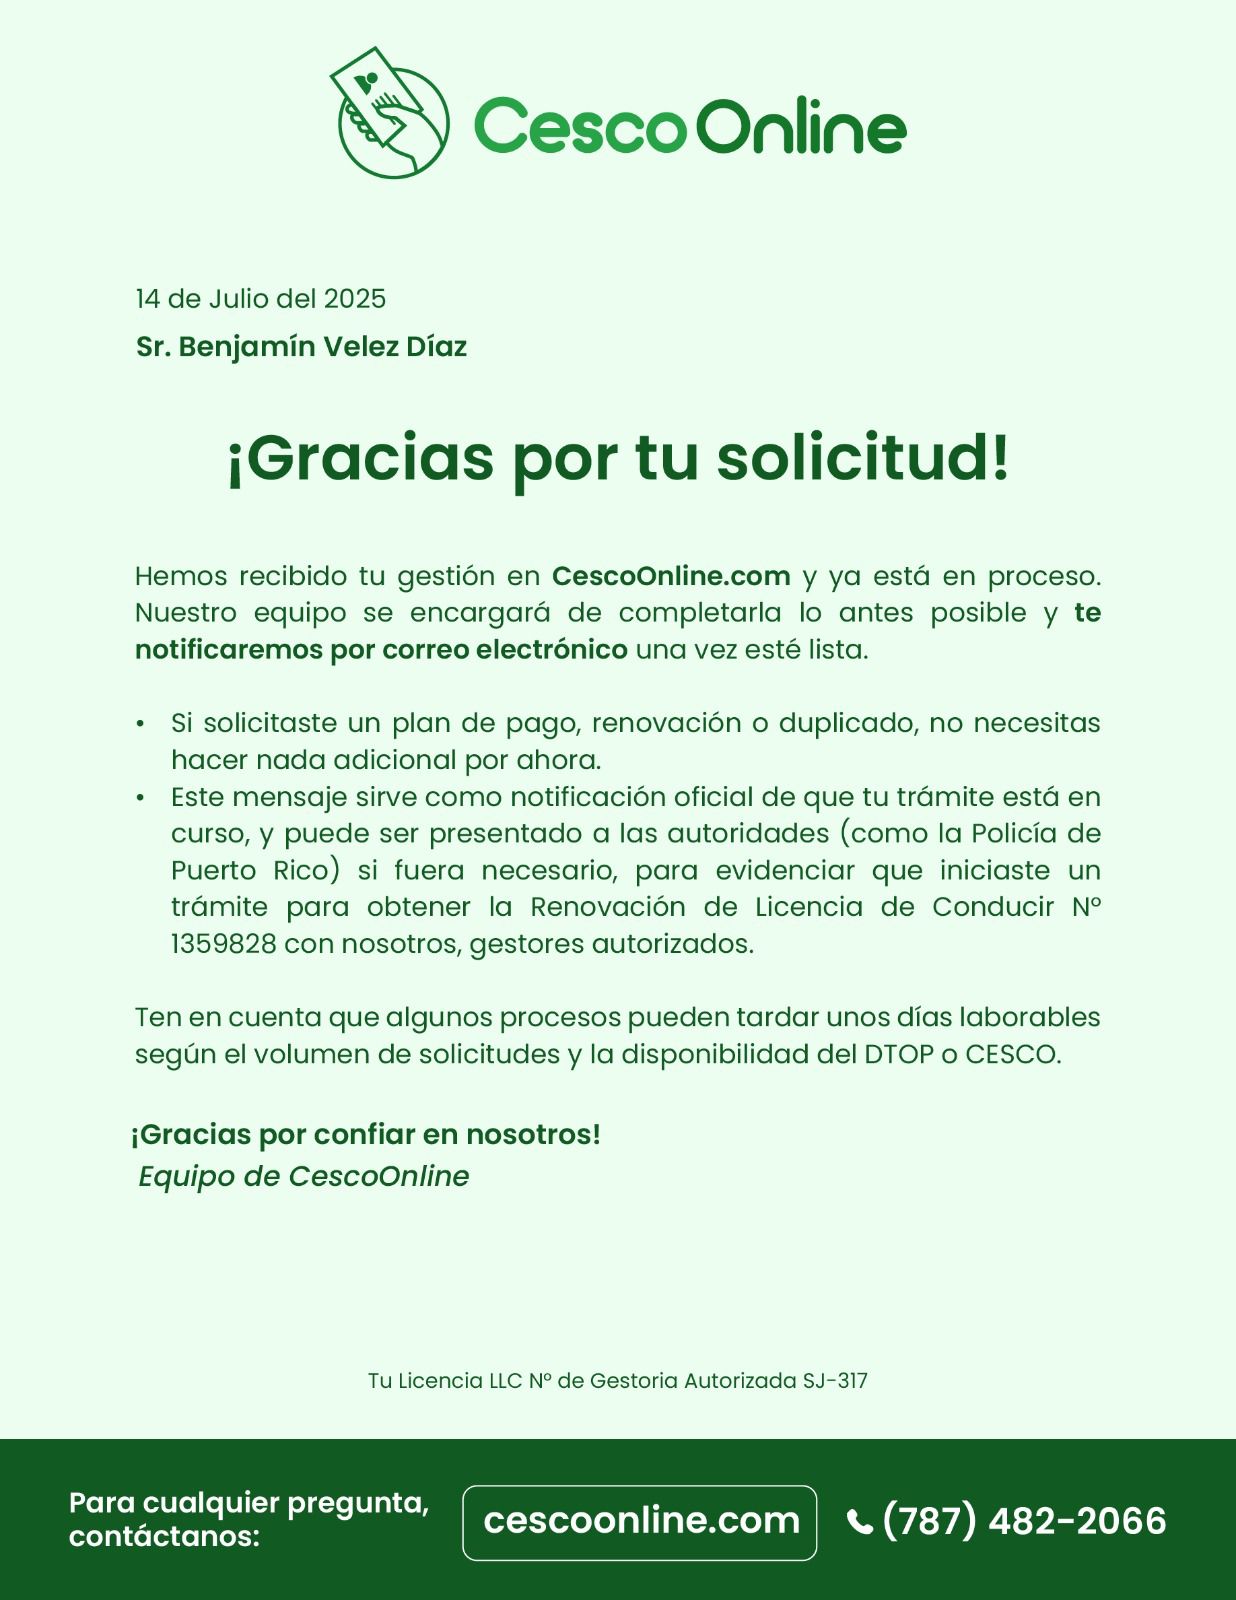 Cesco Online
14 de Julio del 2025
Sr. Benjamín Velez Díaz
¡Gracias por tu solicitud!
Hemos recibido tu gestión en CescoOnline.com y ya está en proceso.
Nuestro equipo se encargará de completarla lo antes posible y te
notificaremos por correo electrónico una vez esté lista.
• Si solicitaste un plan de pago, renovación o duplicado, no necesitas
hacer nada adicional por ahora.
• Este mensaje sirve como notificación oficial de que tu trámite está en
curso, y puede ser presentado a las autoridades (como la Policía de
Puerto Rico) si fuera necesario, para evidenciar que iniciaste un
trámite para obtener la Renovación de Licencia de Conducir Nº
1359828 con nosotros, gestores autorizados.
Ten en cuenta que algunos procesos pueden tardar unos días laborables
según el volumen de solicitudes y la disponibilidad del DTOP o CESCO.
¡Gracias por confiar en nosotros!
Equipo de CescoOnline
Tu Licencia LLC Nº de Gestoria Autorizada SJ-317
Para cualquier pregunta,
contáctanos:
cescoonline.com
(787) 482-2066